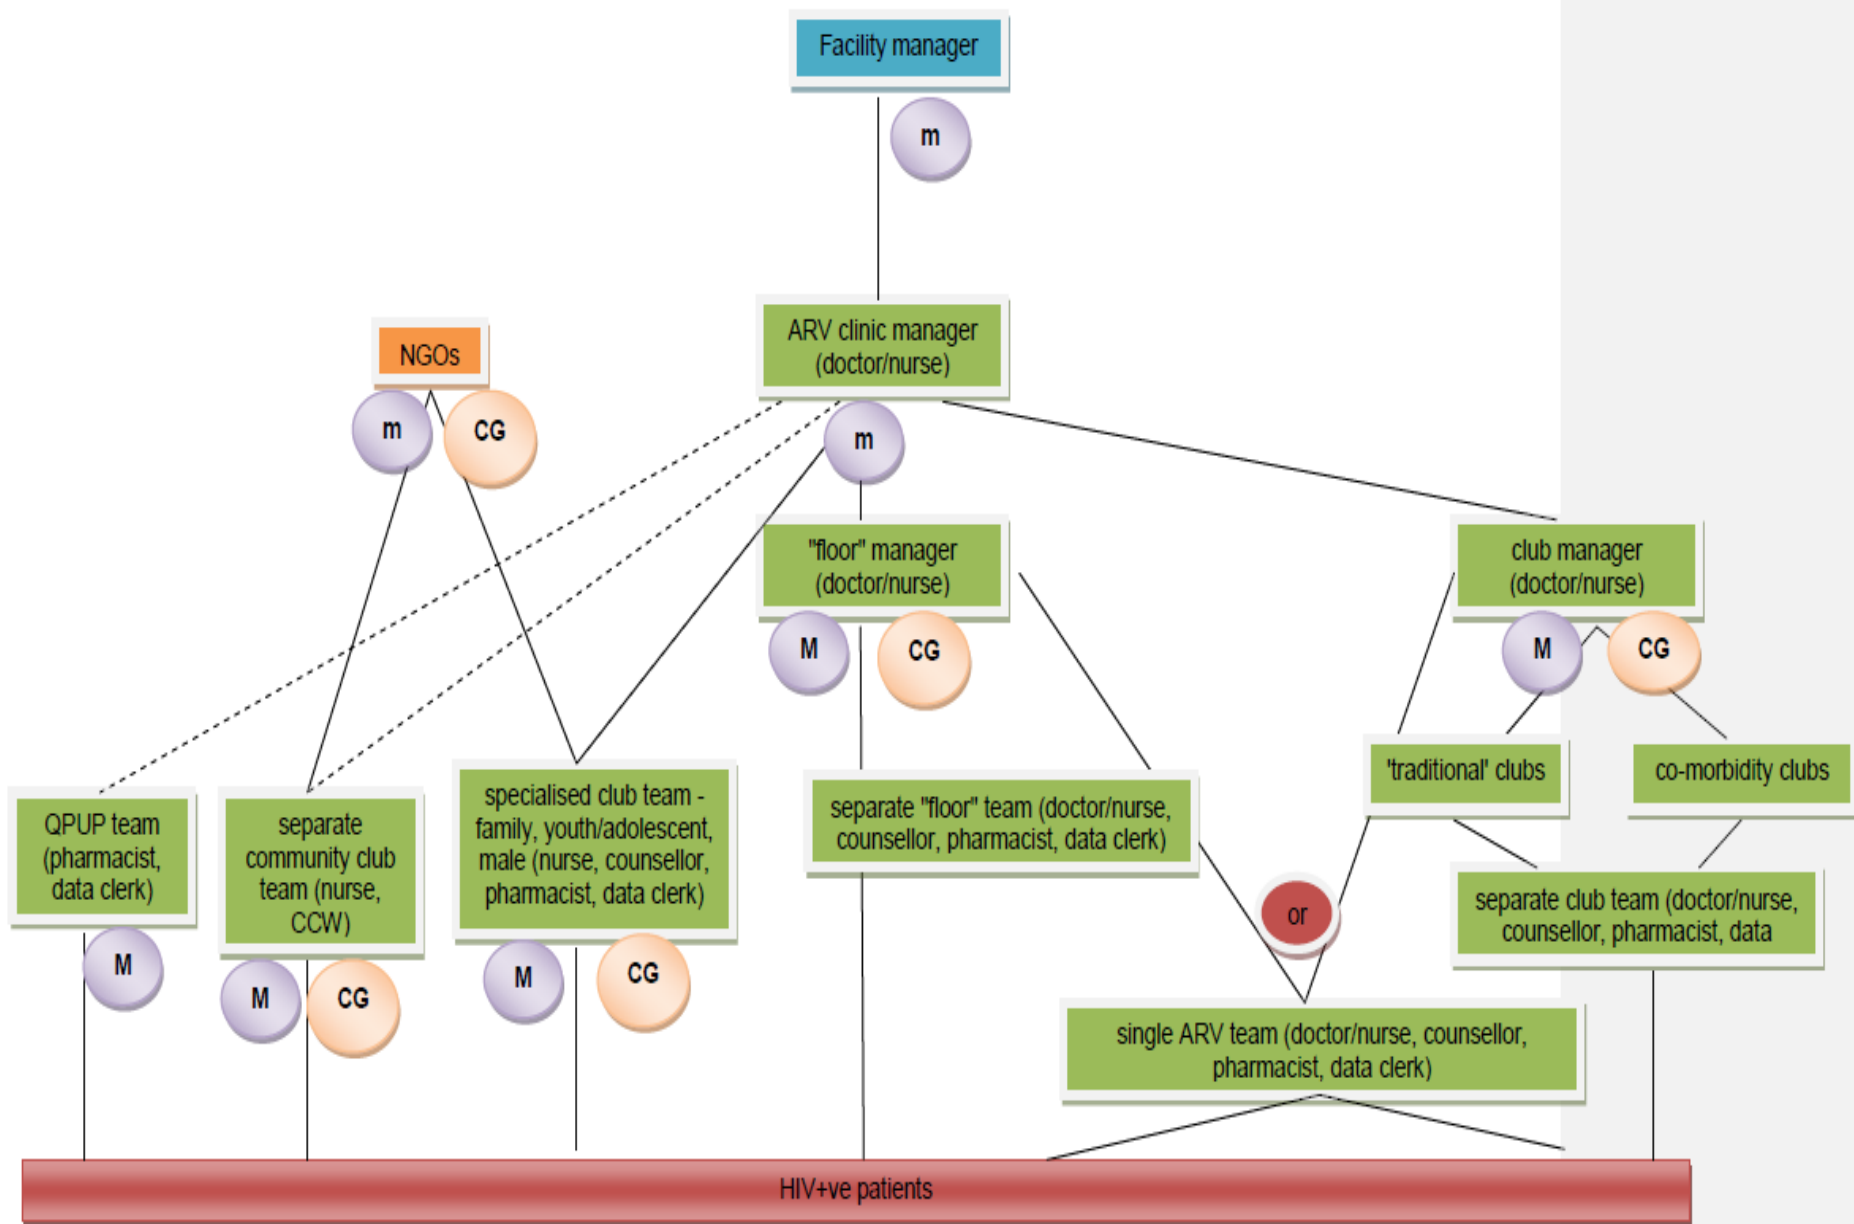 Facility manager
m
ARV clinic manager
(doctor/nurse)
NGOs
m
CG
m
"floor" manager
(doctor/nurse)
club manager
(doctor/nurse)
M
CG
M
CG
'traditional' clubs
co-morbidity clubs
QPUP team
(pharmacist,
data clerk)
separate
community club
team (nurse,
CCW)
specialised club team -
family, youth/adolescent,
male (nurse, counsellor,
pharmacist, data clerk)
separate "floor" team (doctor/nurse,
counsellor, pharmacist, data clerk)
or
separate club team (doctor/nurse,
counsellor, pharmacist, data
M
M
CG
M
CG
single ARV team (doctor/nurse, counsellor,
pharmacist, data clerk)
HIV+ve patients